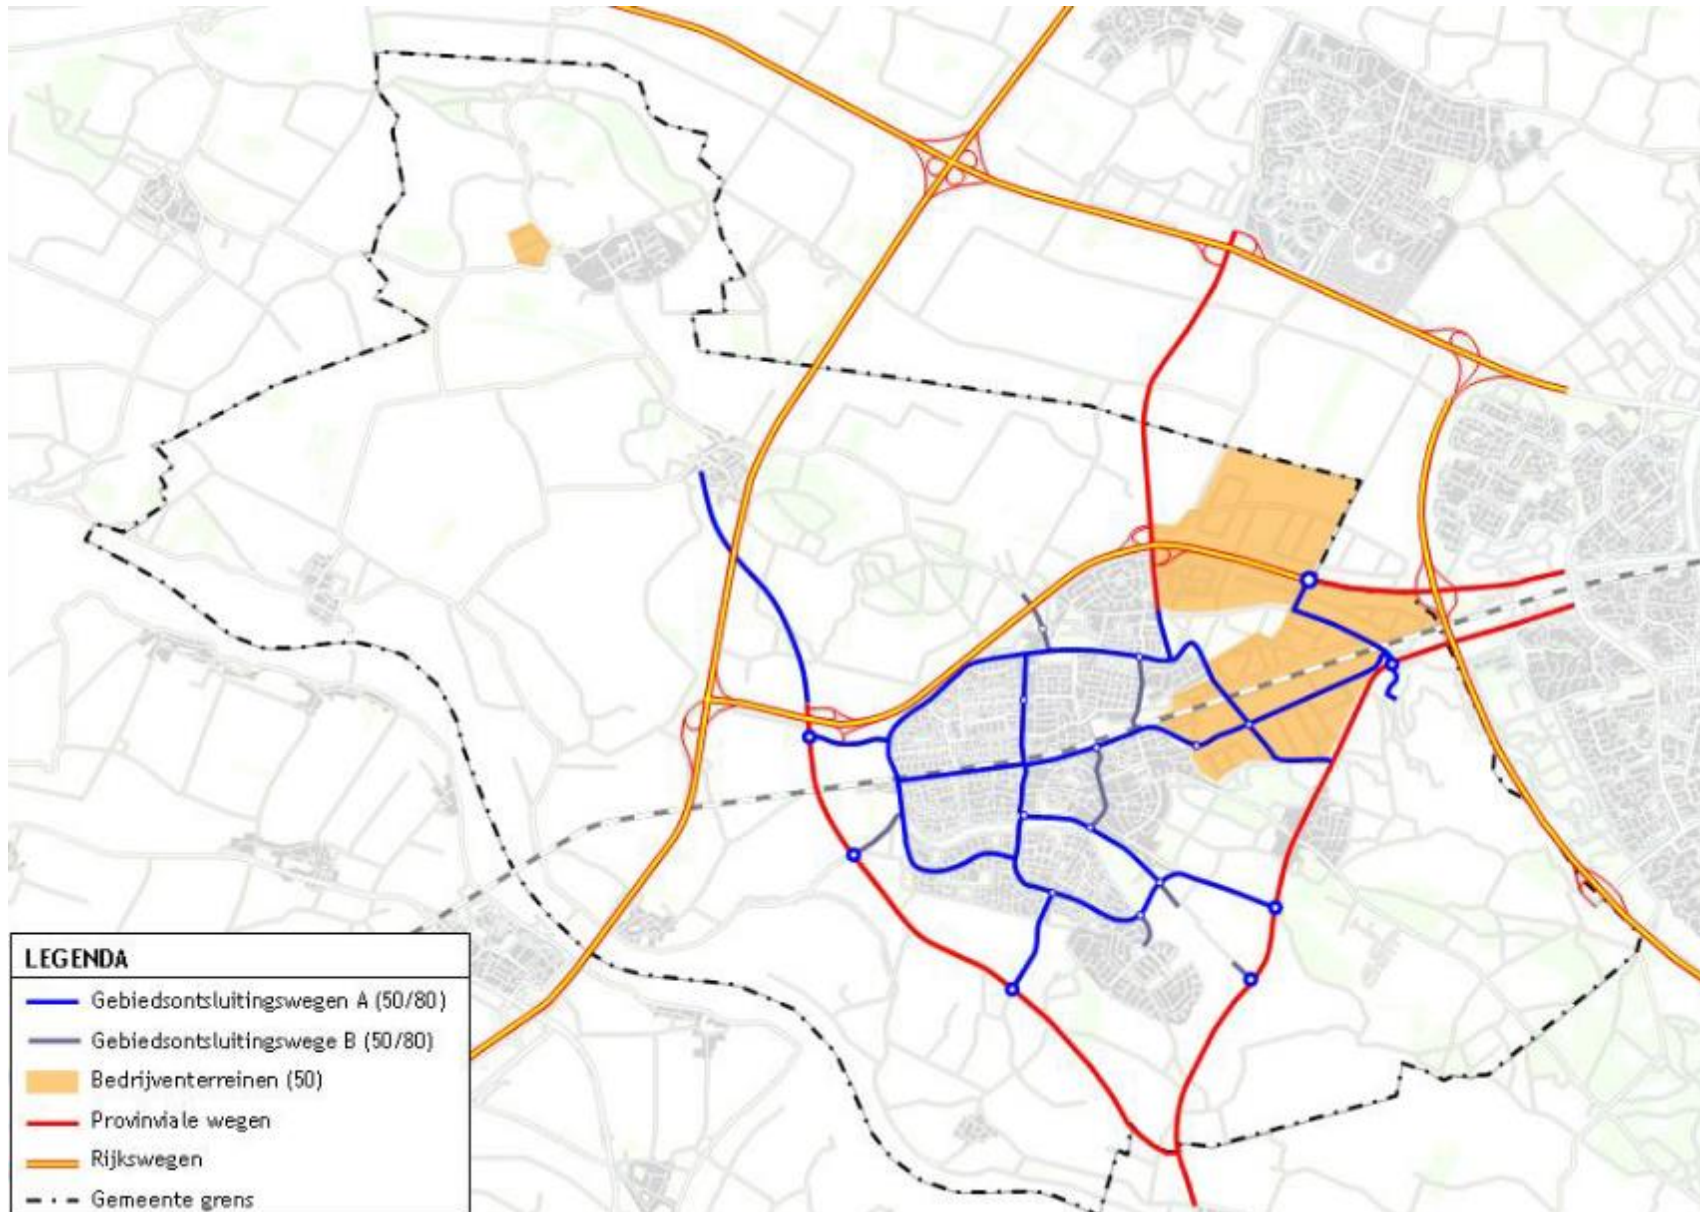 LEGENDA
Gebiedsontsluitingswegen A (50/80)
Gebiedsontsluitingswege B (50/80)
Bedrijventerreinen (50)
Provinviale wegen
Rijkswegen
Gemeente grens